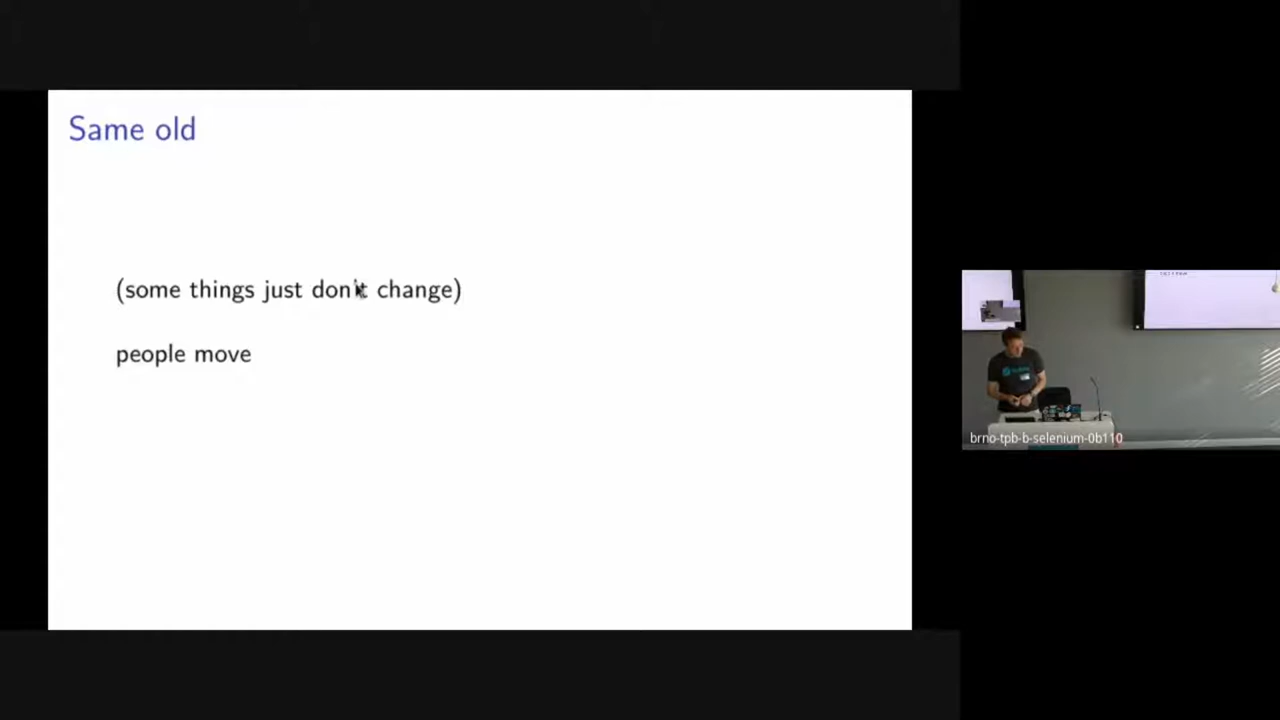 Same old
(some things just don't change)
people move
brno-tpb-b-selenium-0b110